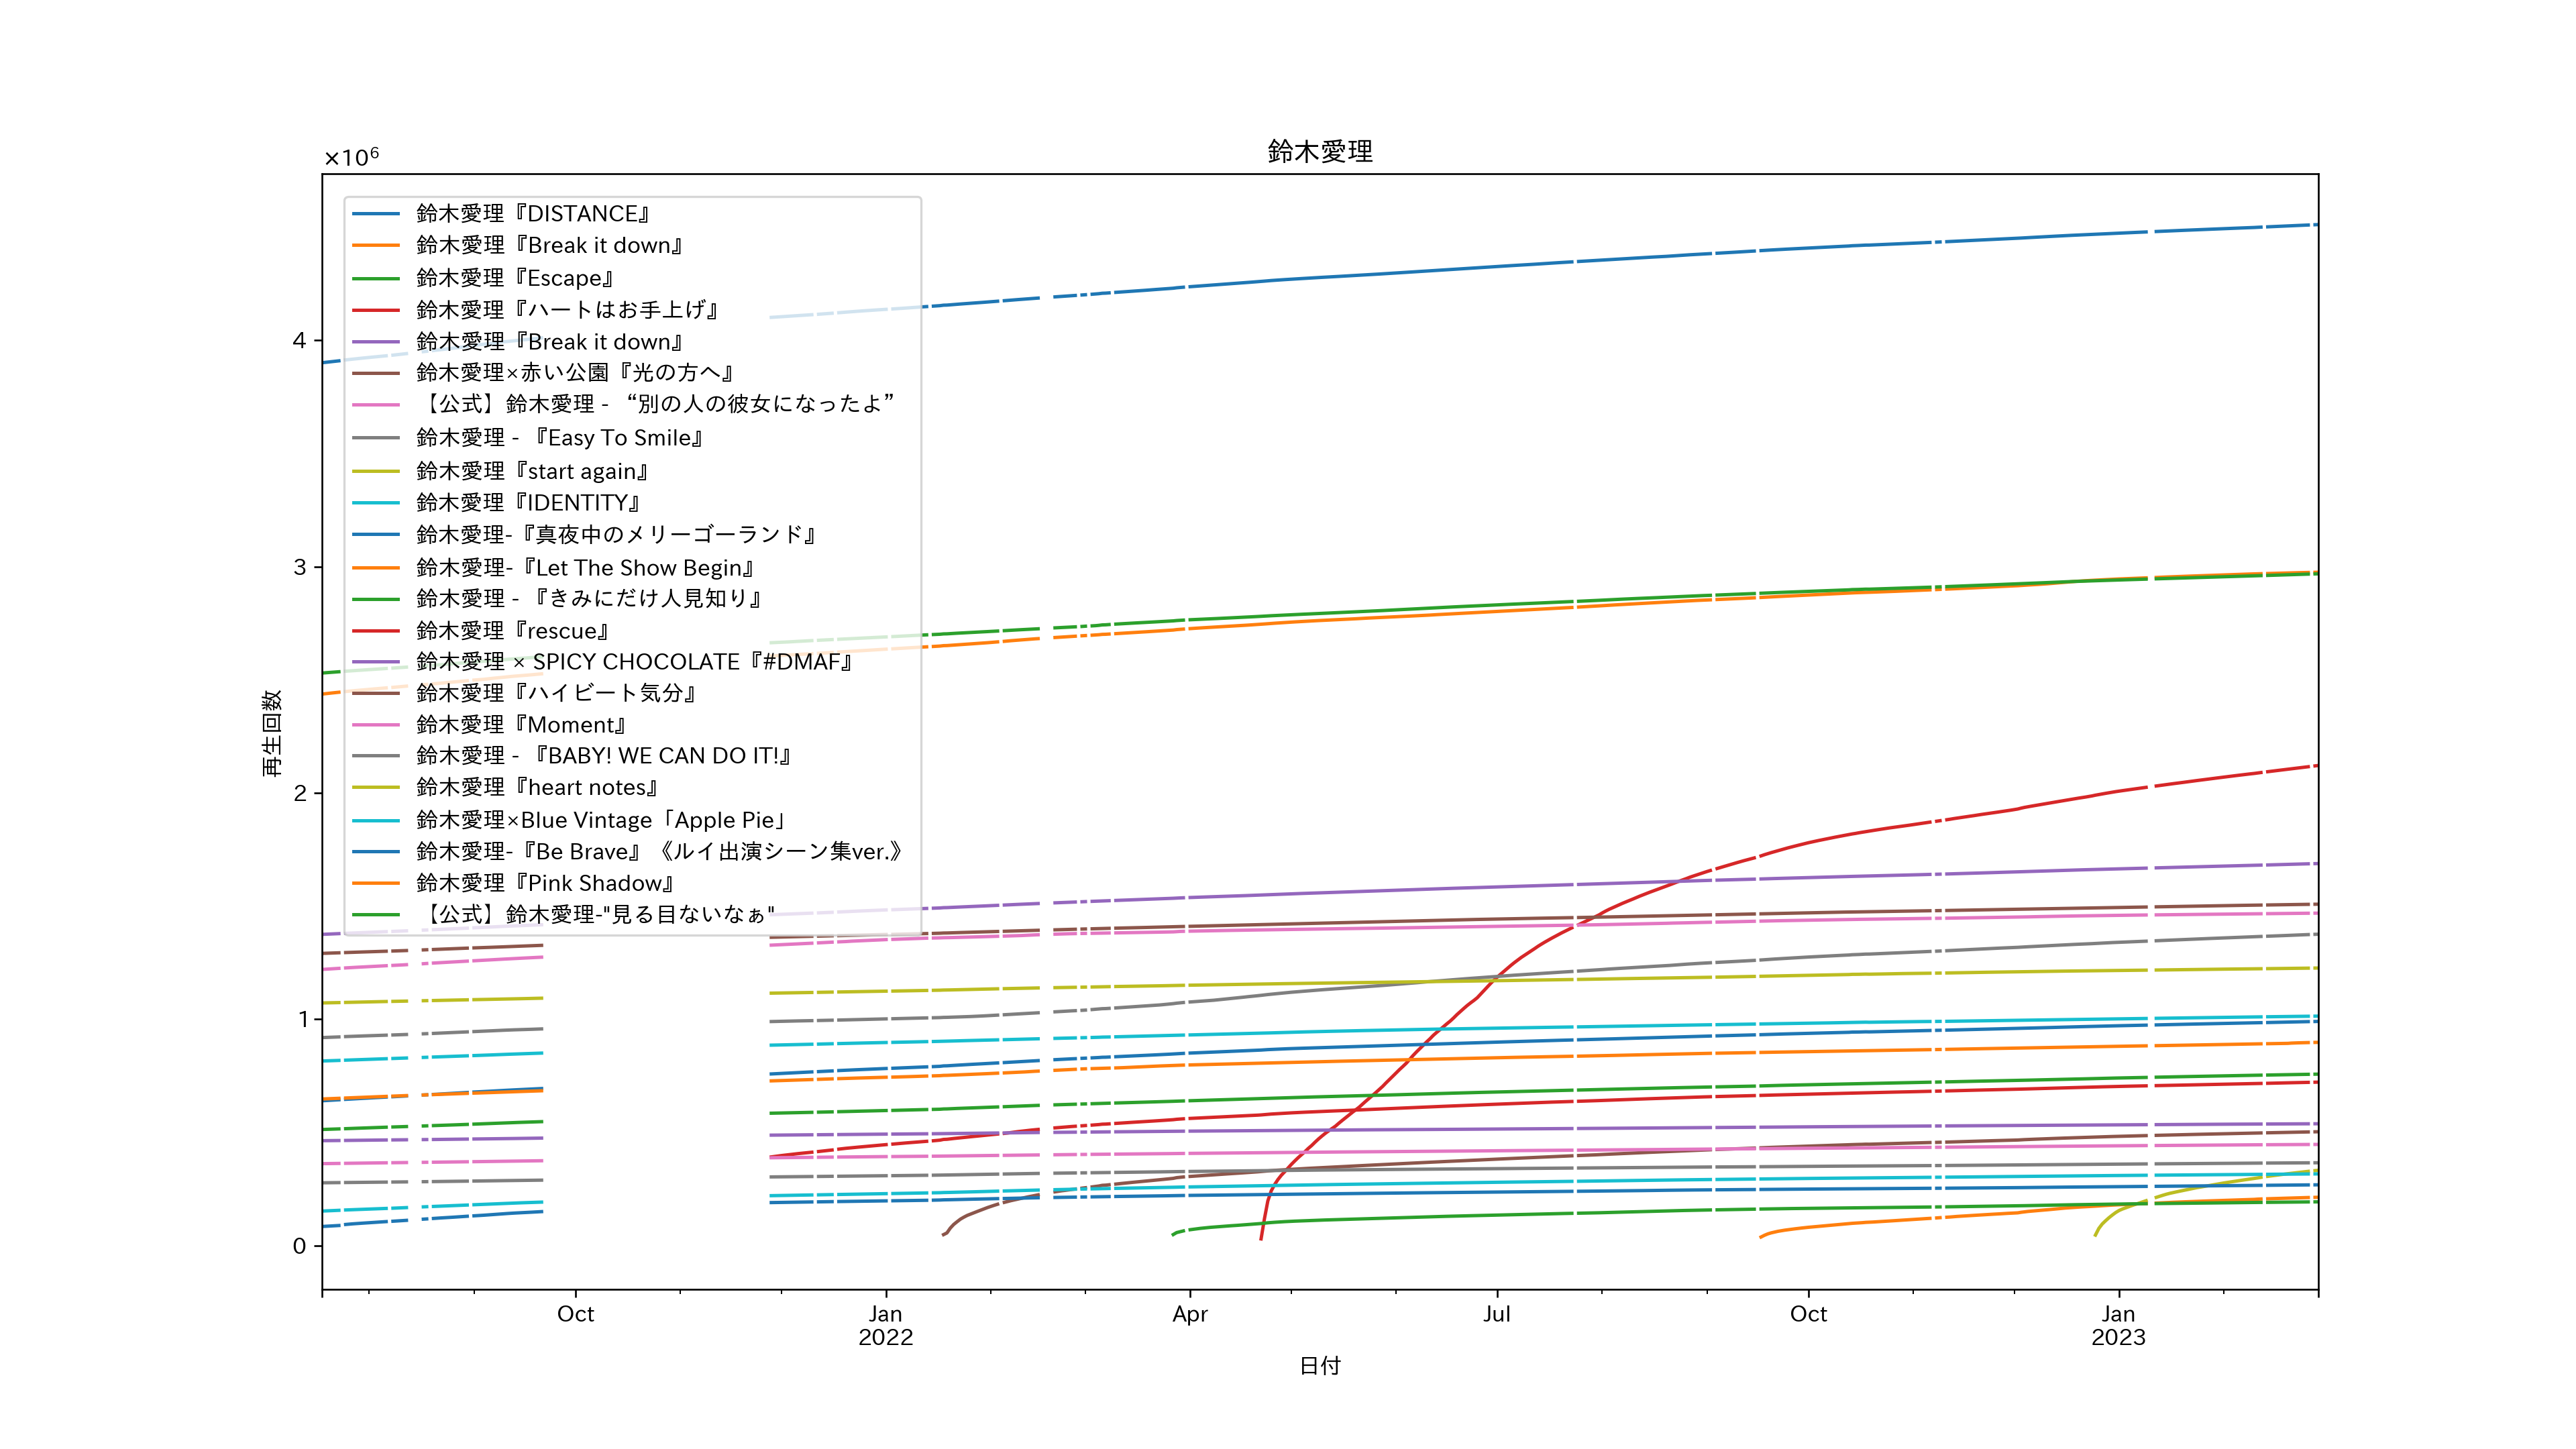 鈴木愛理
×10⁶
鈴木愛理『DISTANCE』
鈴木愛理『Break it down』
鈴木愛理『Escape』
鈴木愛理『ハートはお手上げ』
鈴木愛理『Break it down』
鈴木愛理×赤い公園『光の方へ』
【公式】鈴木愛理 - “別の人の彼女になったよ”
鈴木愛理 - 『Easy To Smile』
鈴木愛理『start again』
鈴木愛理『IDENTITY』
鈴木愛理-『真夜中のメリーゴーランド』
鈴木愛理-『Let The Show Begin』
鈴木愛理 - 『きみにだけ人見知り』
鈴木愛理『rescue』
鈴木愛理 × SPICY CHOCOLATE『#DMAF』
鈴木愛理『ハイビート気分』
鈴木愛理『Moment』
鈴木愛理 - 『BABY! WE CAN DO IT!』
鈴木愛理『heart notes』
鈴木愛理×Blue Vintage「Apple Pie」
鈴木愛理-『Be Brave』《ルイ出演シーン集ver.》
鈴木愛理『Pink Shadow』
【公式】鈴木愛理-"見る目ないなぁ"
4
3
2
1
0
再生回数
Oct
Jan
2022
Apr
Jul
Oct
Jan
2023
日付